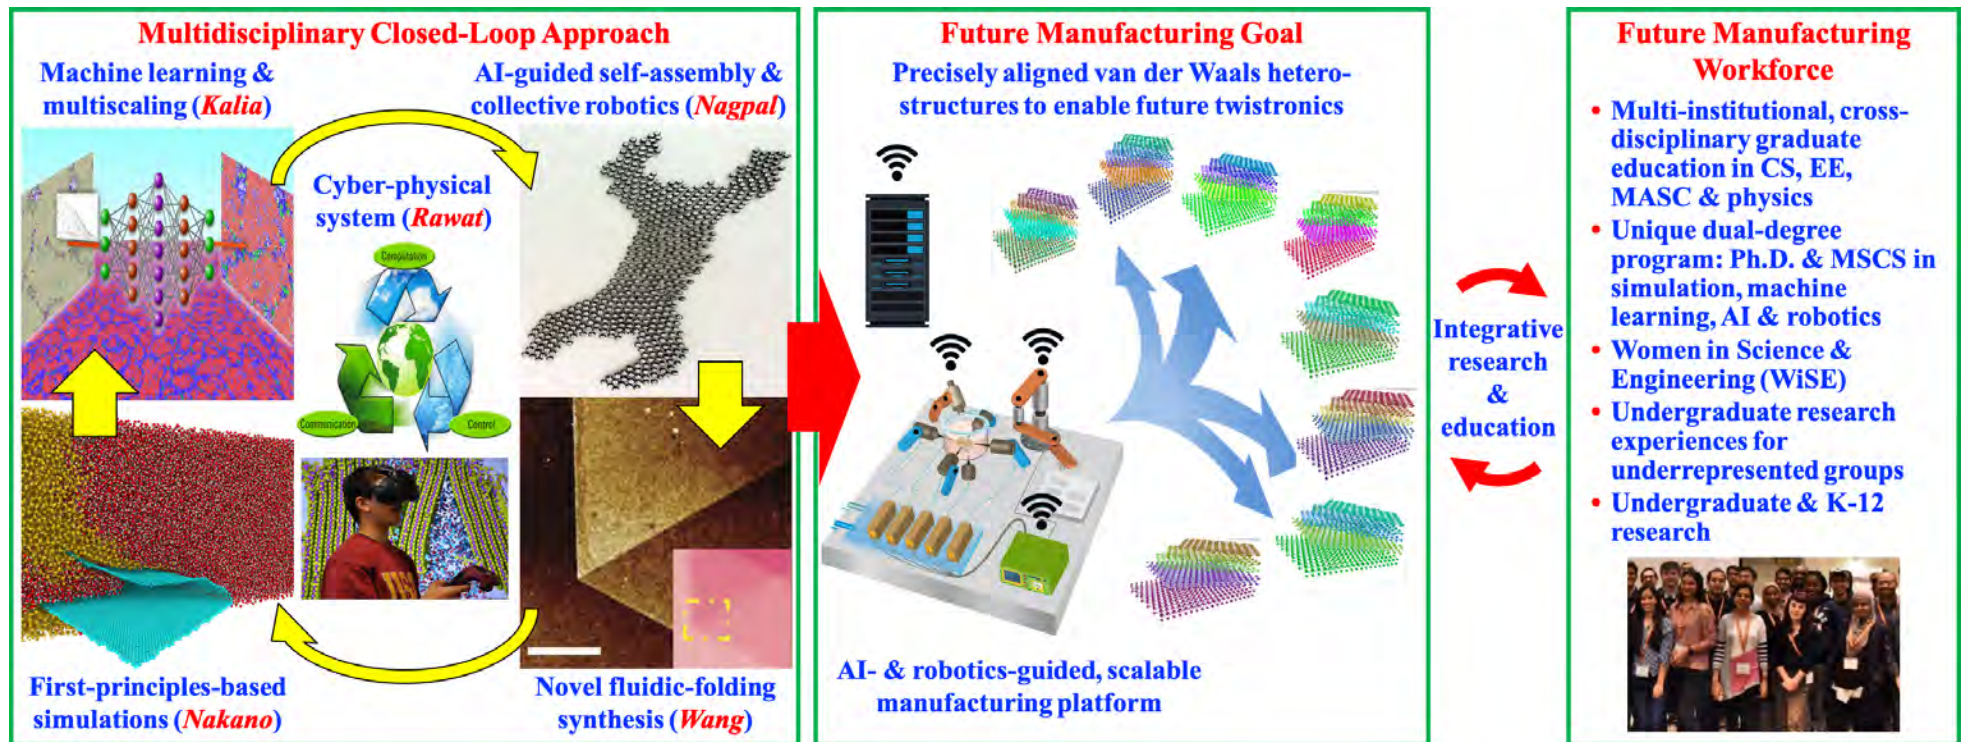 Multidisciplinary Closed-Loop Approach
Machine learning &
multiscaling (Kalia)
AI-guided self-assembly &
collective robotics (Nagpal)
Cyber-physical
system (Rawat)
Computation
Communication
Control
First-principles-based
simulations (Nakano)
Novel fluidic-folding
synthesis (Wang)
Future Manufacturing Goal
Precisely aligned van der Waals hetero-
structures to enable future twistronics
AI- & robotics-guided, scalable
manufacturing platform
Integrative
research
&
education
Future Manufacturing
Workforce
• Multi-institutional, cross-
disciplinary graduate
education in CS, EE,
MASC & physics
• Unique dual-degree
program: Ph.D. & MSCS in
simulation, machine
learning, AI & robotics
• Women in Science &
Engineering (WiSE)
• Undergraduate research
experiences for
underrepresented groups
• Undergraduate & K-12
research